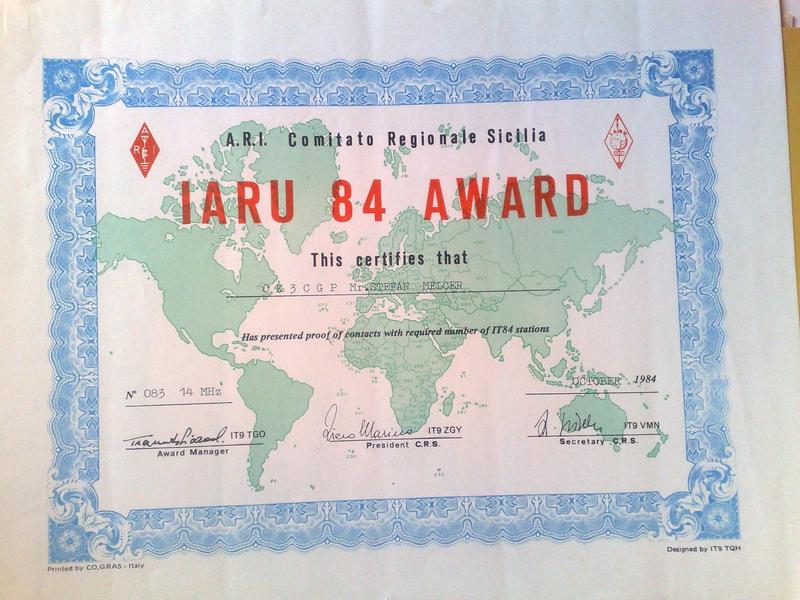 A.R.I. Comitato Regionale Sicilia
IARU 84 AWARD
This certifies that
OK3CGP Mr.STEFAN MELCER
Has presented proof of contacts with required number of IT84 stations
N° 083 14 MHz
OCTOBER 1984
IT9 TGO
Award Manager
IT9 ZGY
President C.R.S.
IT9 VMN
Secretary C.R.S.
Printed by CO.GRAS - Italy
Designed by IT9 TQH